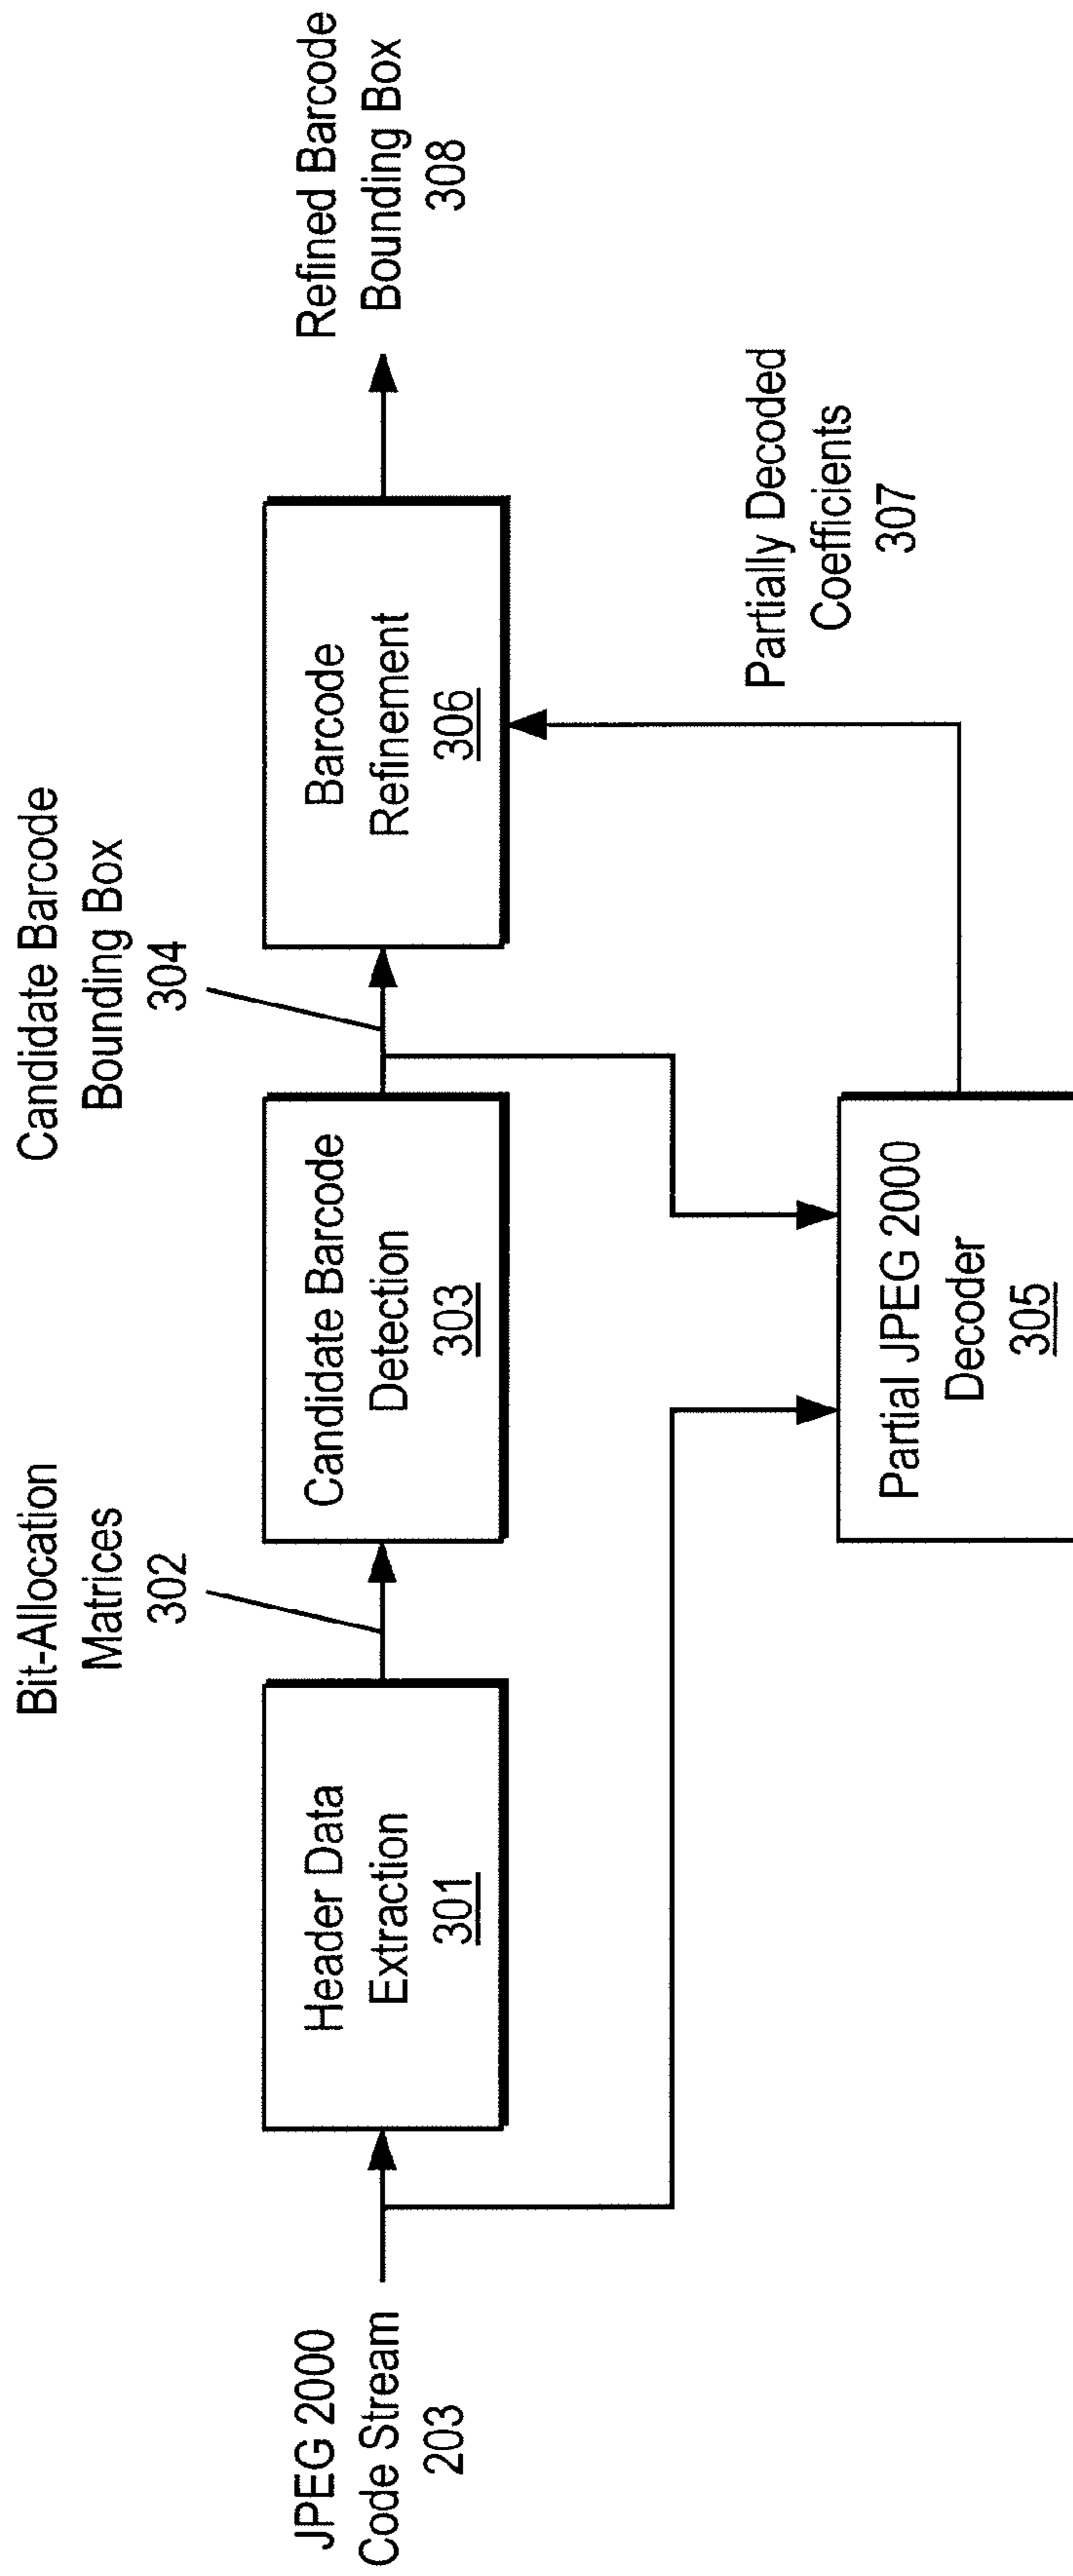 JPEG 2000
Code Stream
203
Header Data
Extraction
301
Bit-Allocation
Matrices
302
Candidate Barcode
Detection
303
Candidate Barcode
Bounding Box
304
Barcode
Refinement
306
Refined Barcode
Bounding Box
308
Partial JPEG 2000
Decoder
305
Partially Decoded
Coefficients
307